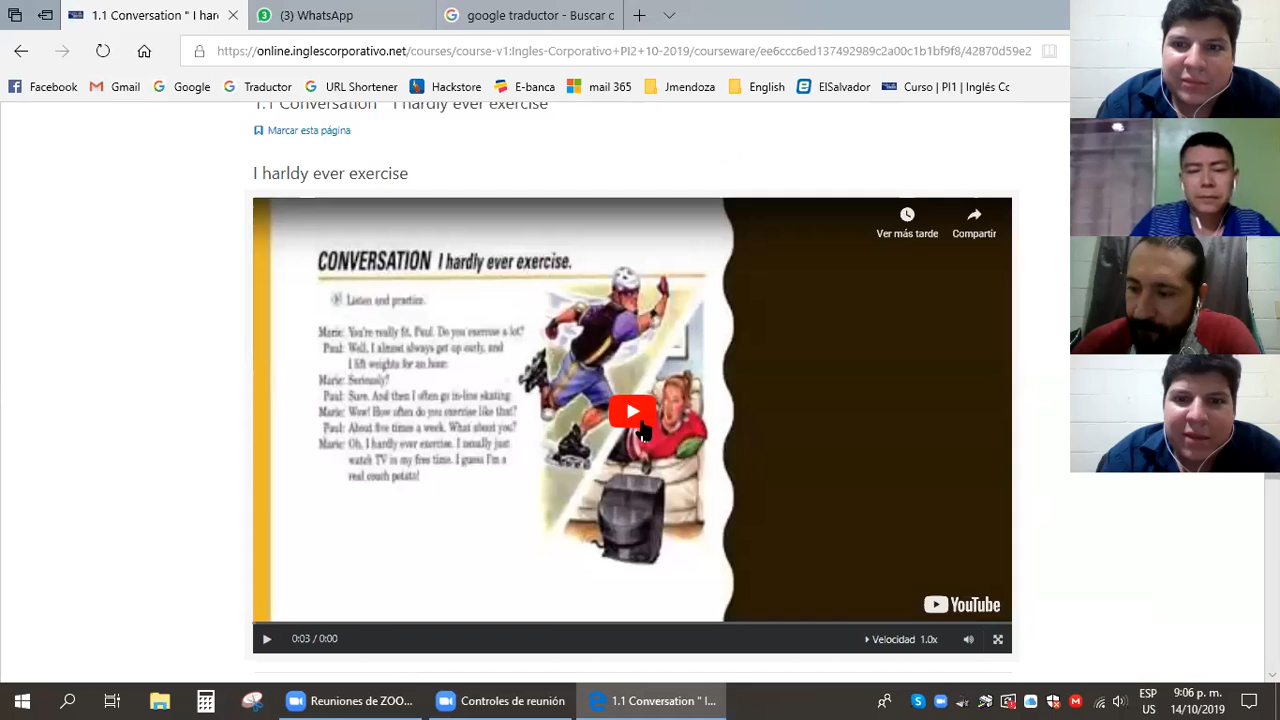 1.1 Conversation " I hard
(3) WhatsApp
google traductor - Buscar c
https://online.inglescorporativo.net/courses/course-v1:Ingles-Corporativo+PI2+10-2019/courseware/ee6ccc6ed137492989c2a00c1b1bf9f8/42870d59e2
Facebook
Gmail
Google
Traductor
URL Shortener
Hackstore
E-banca
mail 365
Jmendoza
English
ElSalvador
Curso | PI1 | Inglés Cc
1.1 Conversation " I hardly ever exercise
Marcar esta página
I harldy ever exercise
Ver más tarde
Compartir
CONVERSATION I hardly ever exercise.
Listen and practice.
Marie: You're really fit, Paul. Do you exercise a lot?
Paul: Well, I almost always get up early, and
I lift weights for an hour.
Marie: Seriously?
Paul: Sure. And then I often go in-line skating.
Marie: Wow! How often do you exercise like that?
Paul: About five times a week. What about you?
Marie: Oh, I hardly ever exercise. I usually just
watch TV in my free time. I guess I'm a
real couch potato!
YouTube
0:03 / 0:00
Velocidad 1.0x
Reuniones de ZOO...
Controles de reunión
1.1 Conversation " I...
ESP
US
9:06 p. m.
14/10/2019